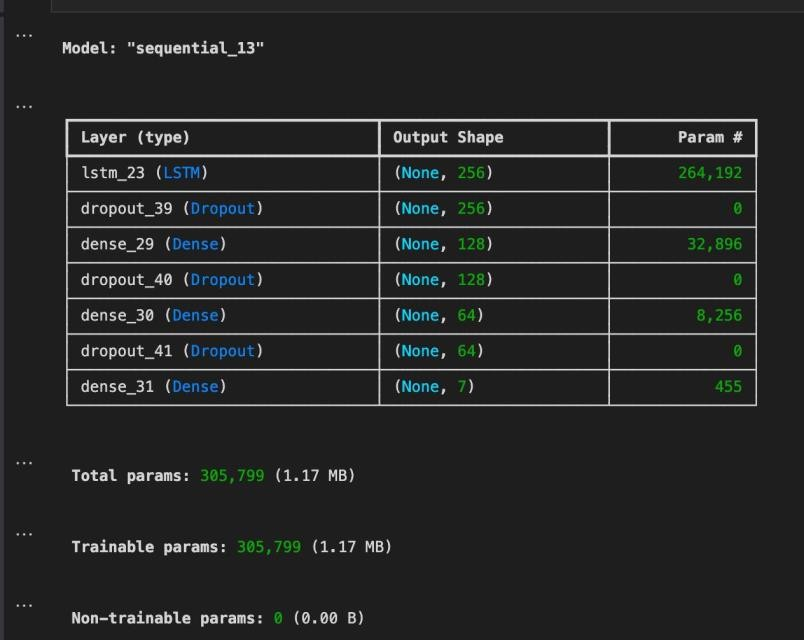 ...
Model: "sequential_13"
...
Layer (type) Output Shape Param #
lstm_23 (LSTM) (None, 256) 264,192
dropout_39 (Dropout) (None, 256) 0
dense_29 (Dense) (None, 128) 32,896
dropout_40 (Dropout) (None, 128) 0
dense_30 (Dense) (None, 64) 8,256
dropout_41 (Dropout) (None, 64) 0
dense_31 (Dense) (None, 7) 455
...
Total params: 305,799 (1.17 MB)
...
Trainable params: 305,799 (1.17 MB)
...
Non-trainable params: 0 (0.00 B)